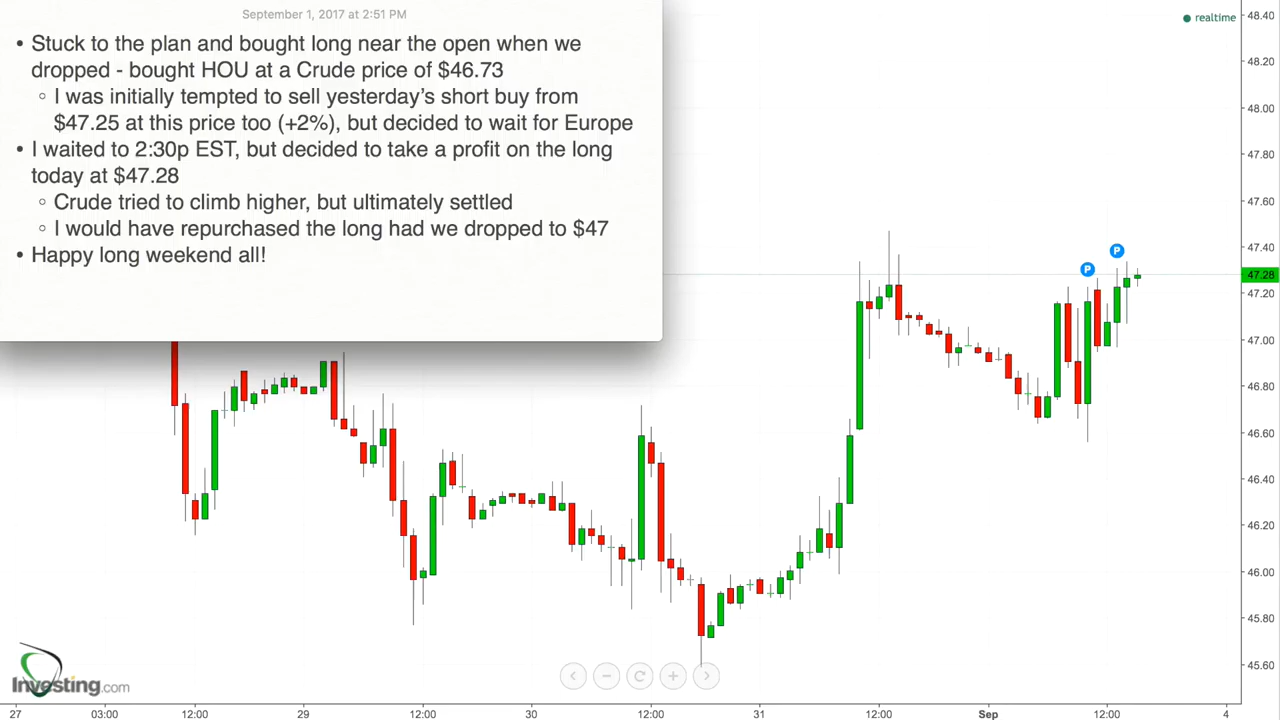 September 1, 2017 at 2:51 PM
• Stuck to the plan and bought long near the open when we
dropped - bought HOU at a Crude price of $46.73
◦ I was initially tempted to sell yesterday's short buy from
$47.25 at this price too (+2%), but decided to wait for Europe
• I waited to 2:30p EST, but decided to take a profit on the long
today at $47.28
◦ Crude tried to climb higher, but ultimately settled
◦ I would have repurchased the long had we dropped to $47
• Happy long weekend all!
realtime
48.40
48.20
48.00
47.80
47.60
47.40
47.28
47.20
47.00
46.80
46.60
46.40
46.20
46.00
45.80
45.60
P
P
Investing.com
27
03:00
12:00
29
12:00
30
12:00
31
12:00
Sep
12:00
4